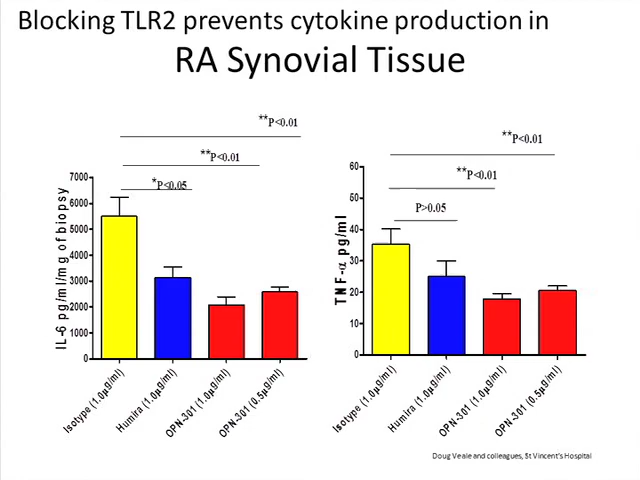 Blocking TLR2 prevents cytokine production in
RA Synovial Tissue
**P<0.01
**P<0.01
*P<0.05
IL-6 pg/ml/mg of biopsy
7000
6000
5000
4000
3000
2000
1000
0
Isotype (1.0µg/ml)
Humira (1.0µg/ml)
OPN-301 (1.0µg/ml)
OPN-301 (0.5µg/ml)
**P<0.01
**P<0.01
P>0.05
TNF-α pg/ml
60
50
40
30
20
10
0
Isotype (1.0µg/ml)
Humira (1.0µg/ml)
OPN-301 (1.0µg/ml)
OPN-301 (0.5µg/ml)
Doug Veale and colleagues, St Vincent's Hospital